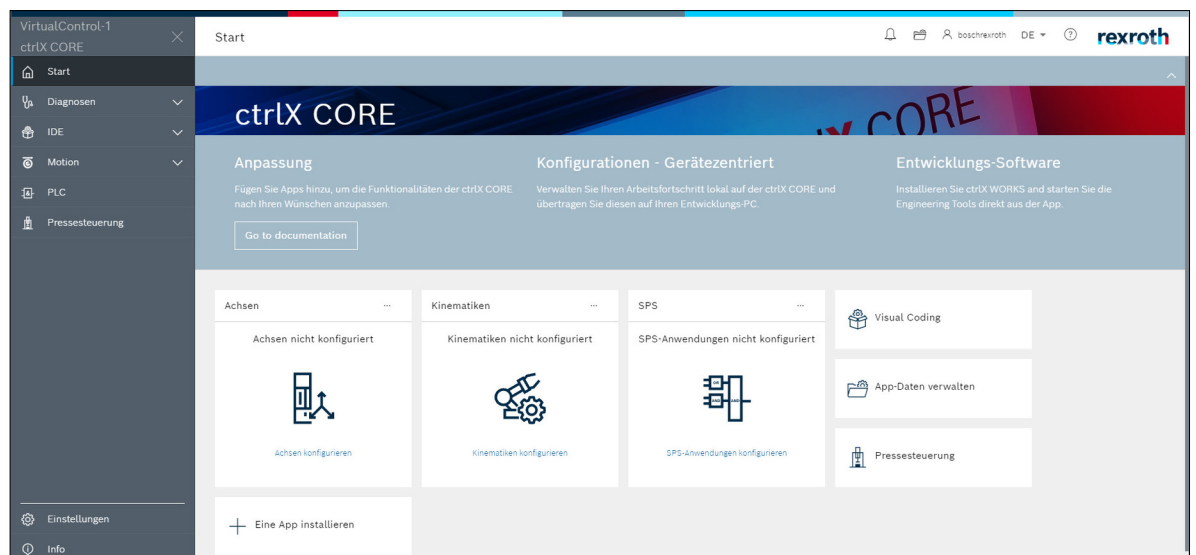 VirtualControl-1
ctrlX CORE
Start
boschrexroth
DE
rexroth
Start
Diagnosen
IDE
Motion
PLC
Pressesteuerung
Einstellungen
Info
ctrlX CORE
CORE
Anpassung
Fügen Sie Apps hinzu, um die Funktionalitäten der ctrlX CORE
nach Ihren Wünschen anzupassen.
Go to documentation
Konfigurationen - Gerätezentriert
Verwalten Sie Ihren Arbeitsfortschritt lokal auf der ctrlX CORE und
übertragen Sie diesen auf Ihren Entwicklungs-PC.
Entwicklungs-Software
Installieren Sie ctrlX WORKS and starten Sie die
Engineering Tools direkt aus der App.
Achsen
Achsen nicht konfiguriert
Achsen konfigurieren
Kinematiken
Kinematiken nicht konfiguriert
Kinematiken konfigurieren
SPS
SPS-Anwendungen nicht konfiguriert
SPS-Anwendungen konfigurieren
Visual Coding
App-Daten verwalten
Pressesteuerung
Eine App installieren